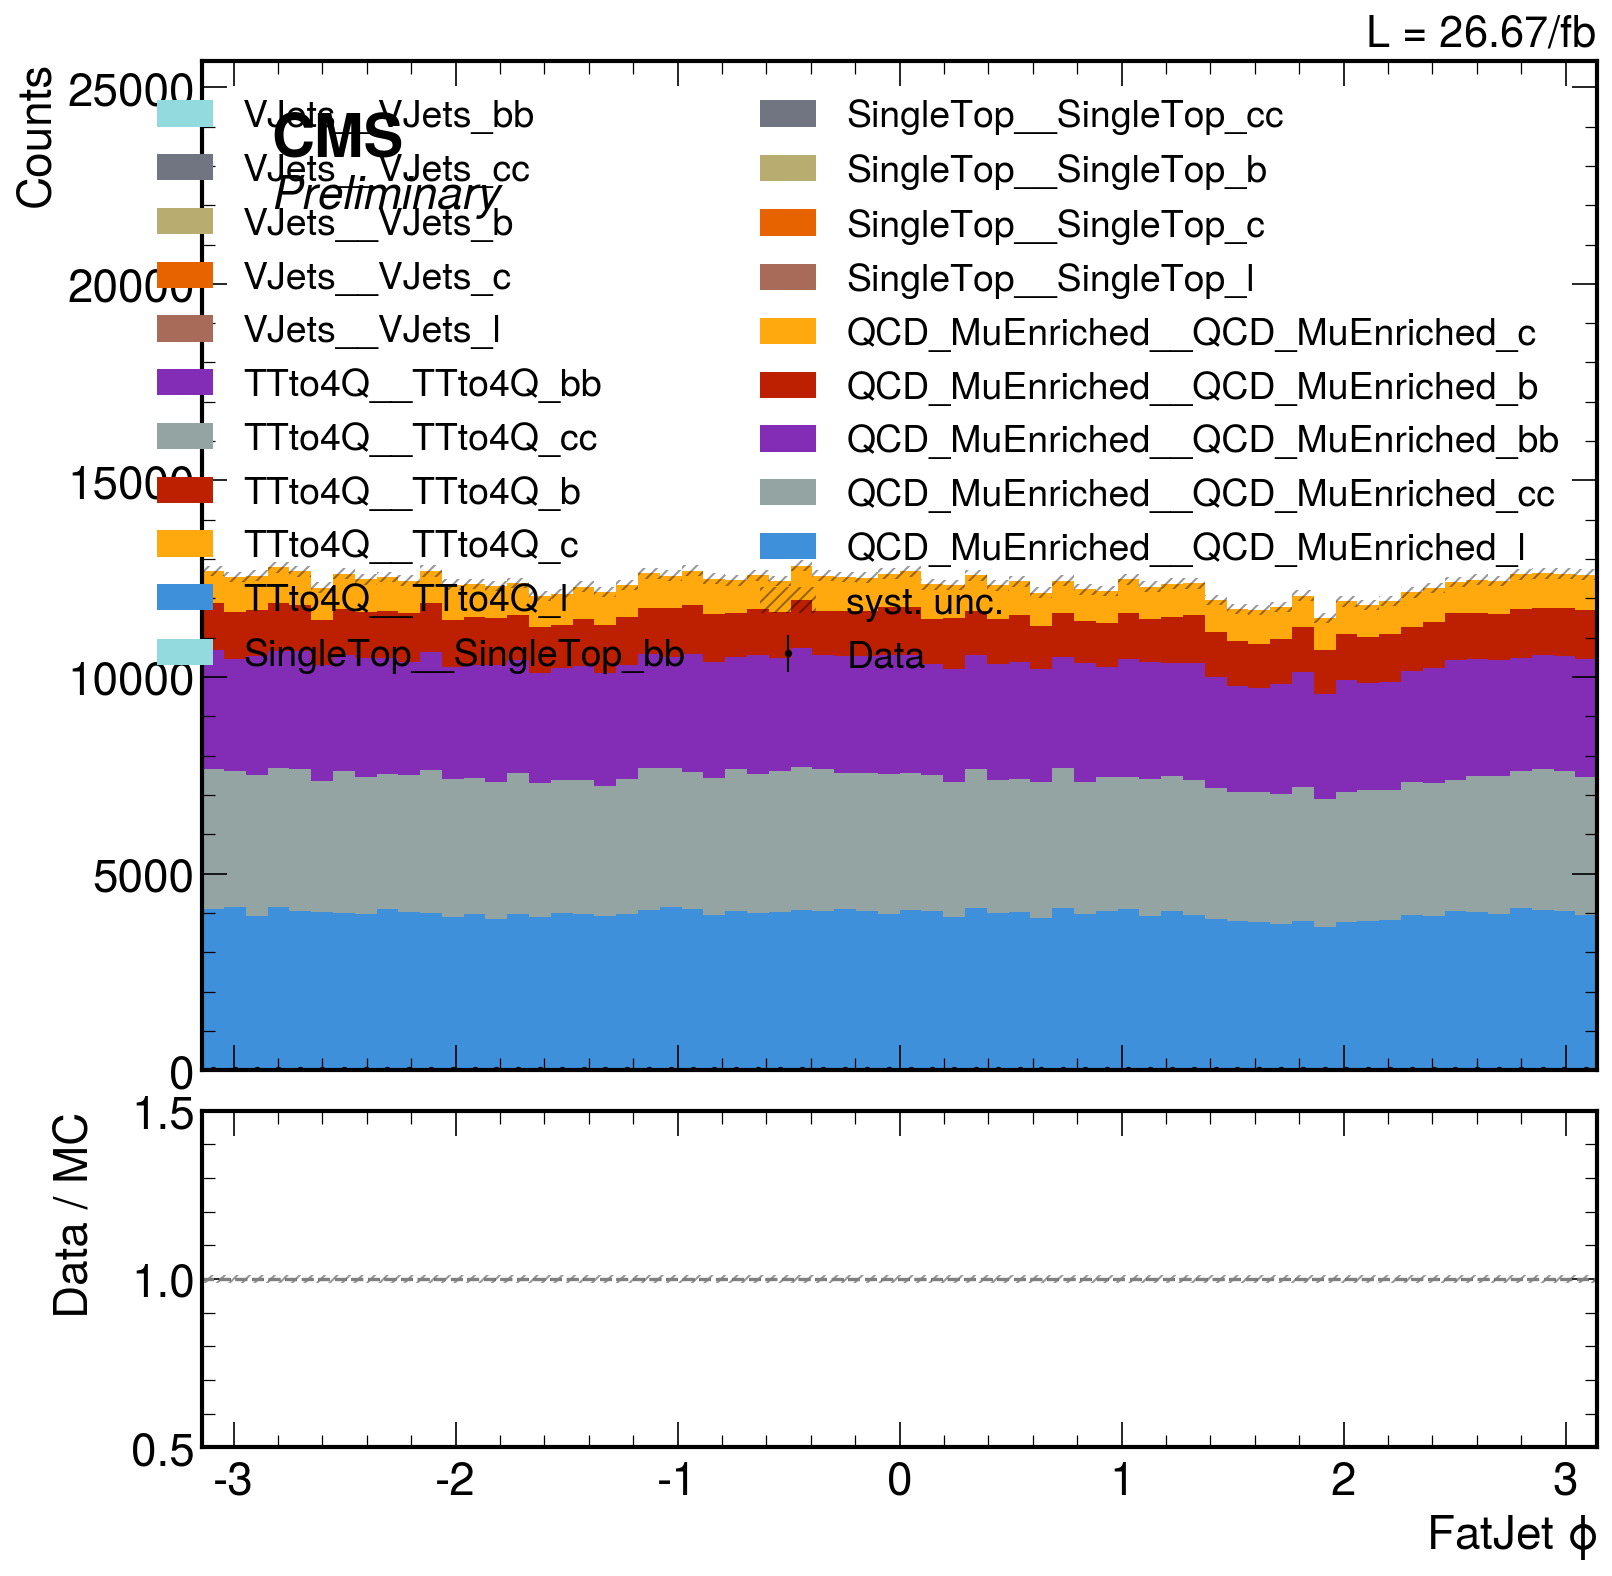 L = 26.67/fb
Counts
25000
20000
15000
10000
5000
0
CMS
Preliminary
VJets__VJets_bb
VJets__VJets_cc
VJets__VJets_b
VJets__VJets_c
VJets__VJets_l
TTto4Q__TTto4Q_bb
TTto4Q__TTto4Q_cc
TTto4Q__TTto4Q_b
TTto4Q__TTto4Q_c
TTto4Q__TTto4Q_l
SingleTop__SingleTop_bb
SingleTop__SingleTop_cc
SingleTop__SingleTop_b
SingleTop__SingleTop_c
SingleTop__SingleTop_l
QCD_MuEnriched__QCD_MuEnriched_c
QCD_MuEnriched__QCD_MuEnriched_b
QCD_MuEnriched__QCD_MuEnriched_bb
QCD_MuEnriched__QCD_MuEnriched_cc
QCD_MuEnriched__QCD_MuEnriched_l
syst. unc.
Data
Data / MC
1.5
1.0
0.5
-3 -2 -1 0 1 2 3
FatJet ϕ